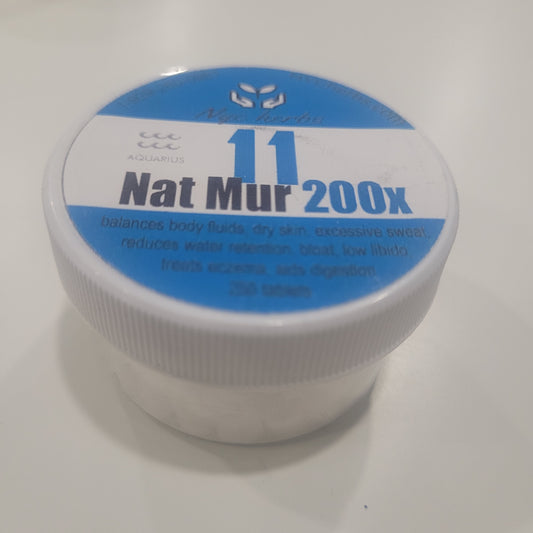 11
AQUARIUS
Nat Mur 200x
balances body fluids, dry skin, excessive sweat,
reduces water retention, bloat, low libido,
treats eczema, aids digestion
tablets